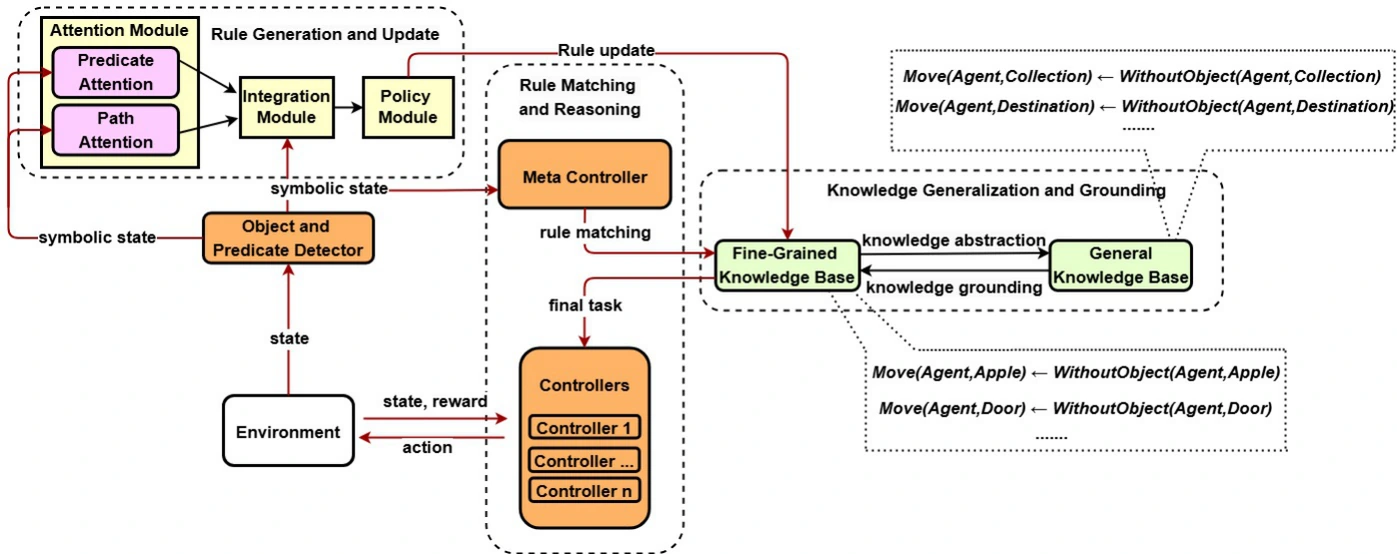 Attention Module
Rule Generation and Update
Predicate
Attention
Path
Attention
Integration
Module
Policy
Module
Rule update
Rule Matching
and Reasoning
Move(Agent,Collection) ← WithoutObject(Agent,Collection)
Move(Agent,Destination) ← WithoutObject(Agent,Destination)
.......
symbolic state
Meta Controller
Knowledge Generalization and Grounding
symbolic state
Object and
Predicate Detector
rule matching
Fine-Grained
Knowledge Base
knowledge abstraction
knowledge grounding
General
Knowledge Base
final task
state
Controllers
Controller 1
Controller ...
Controller n
state, reward
action
Environment
Move(Agent,Apple) ← WithoutObject(Agent,Apple)
Move(Agent,Door) ← WithoutObject(Agent,Door)
.......